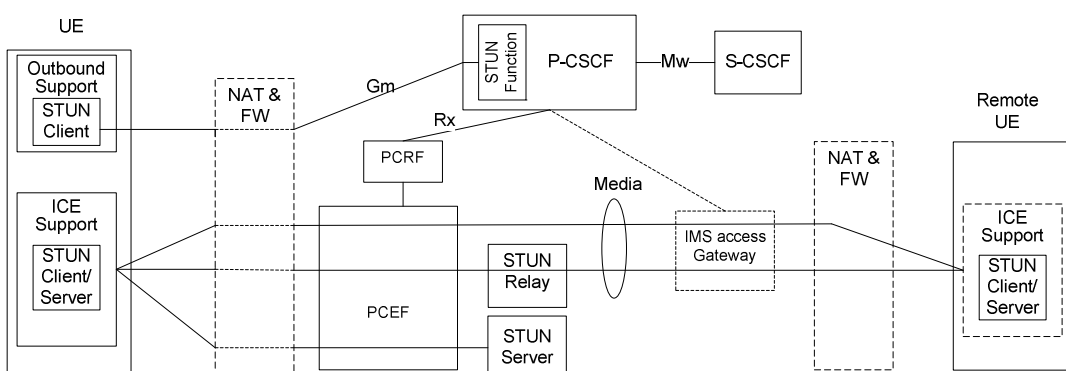 UE
Outbound
Support
STUN
Client
NAT &
FW
Gm
STUN
Function
P-CSCF
Mw
S-CSCF
Rx
PCRF
Remote
UE
NAT &
FW
Media
ICE
Support
STUN
Client/
Server
PCEF
STUN
Relay
STUN
Server
IMS access
Gateway
ICE
Support
STUN
Client/
Server